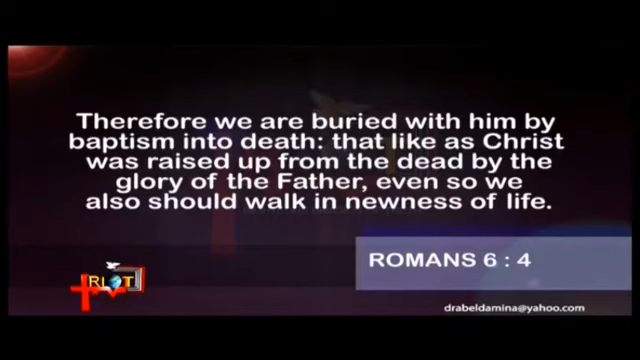 Therefore we are buried with him by
baptism into death: that like as Christ
was raised up from the dead by the
glory of the Father, even so we
also should walk in newness of life.
ROMANS 6 : 4
RIOT
TV
drabeldamina@yahoo.com